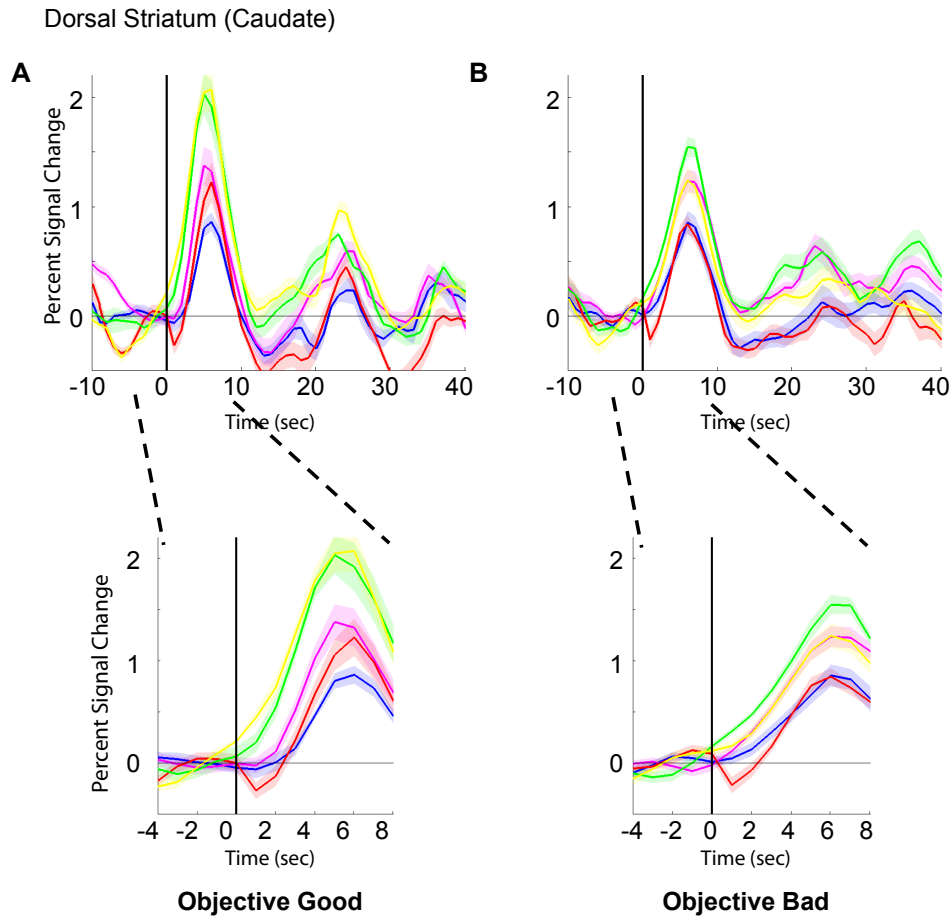 Dorsal Striatum (Caudate)
A
B
Percent Signal Change
2
1
0
-10 0 10 20 30 40
Time (sec)
2
1
0
-10 0 10 20 30 40
Time (sec)
Percent Signal Change
2
1
0
-4 -2 0 2 4 6 8
Time (sec)
Objective Good
2
1
0
-4 -2 0 2 4 6 8
Time (sec)
Objective Bad